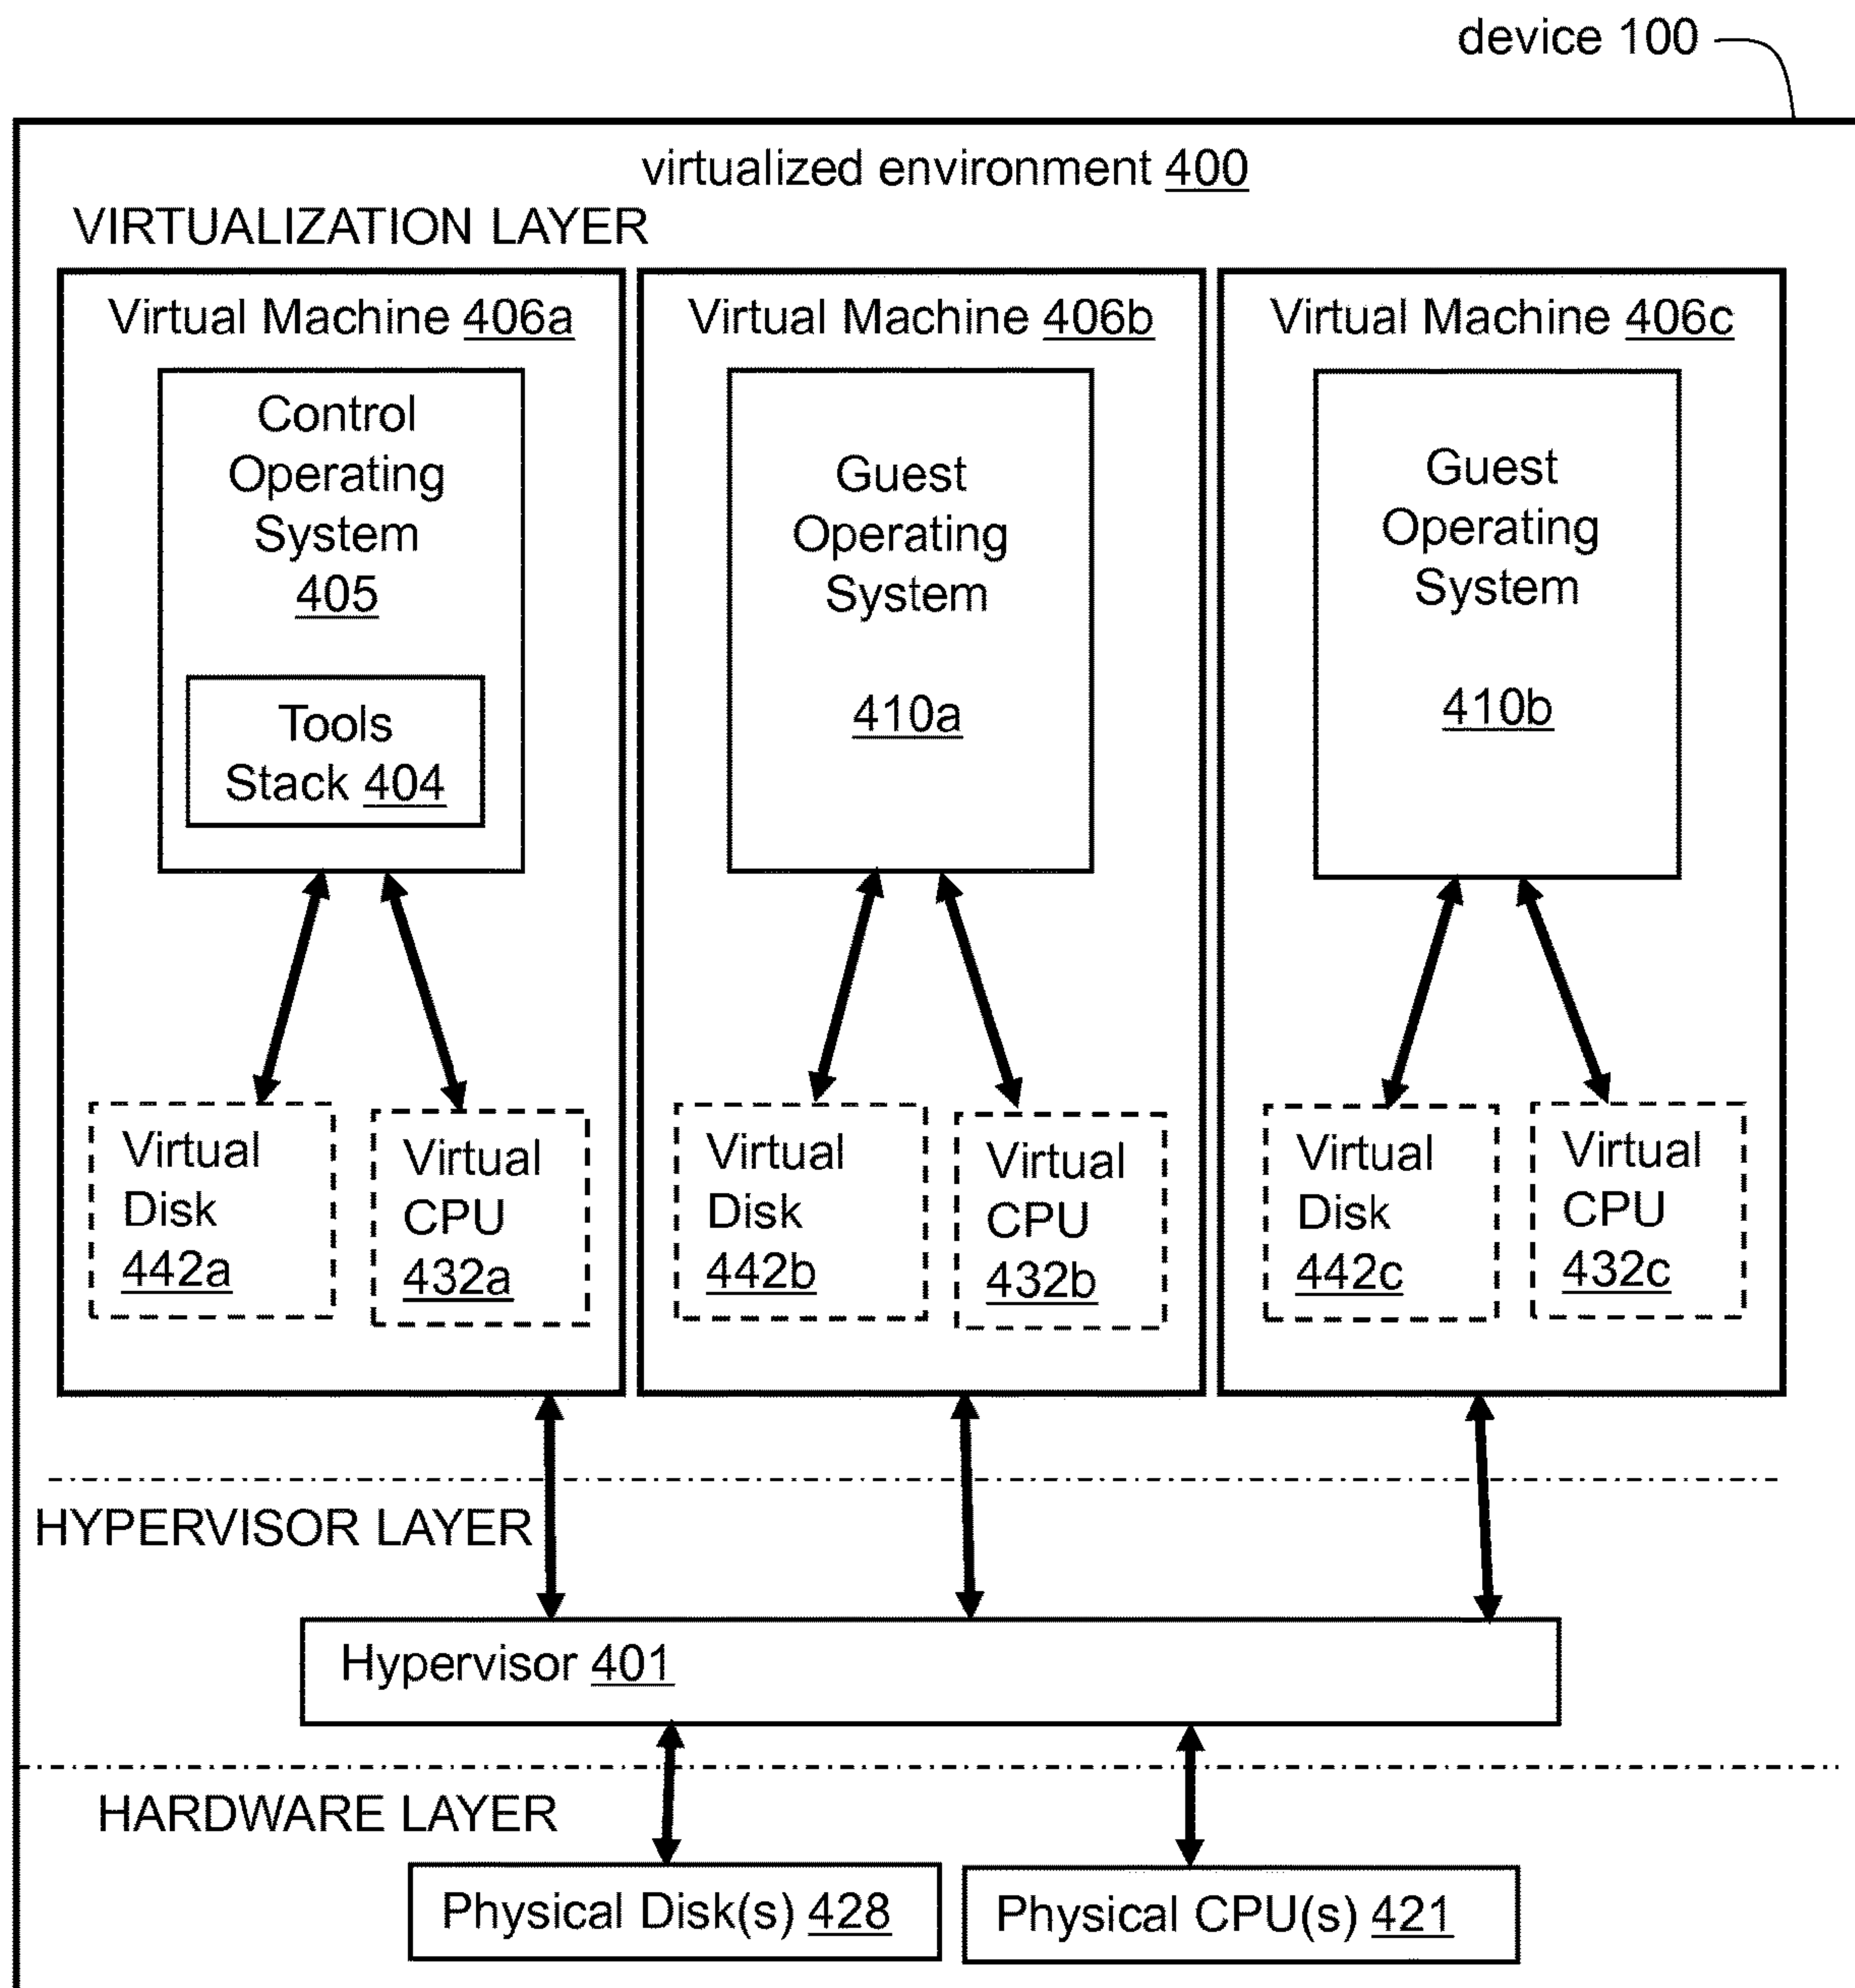 device 100
virtualized environment 400
VIRTUALIZATION LAYER
Virtual Machine 406a
Control
Operating
System
405
Tools
Stack 404
Virtual
Disk
442a
Virtual
CPU
432a
Virtual Machine 406b
Guest
Operating
System
410a
Virtual
Disk
442b
Virtual
CPU
432b
Virtual Machine 406c
Guest
Operating
System
410b
Virtual
Disk
442c
Virtual
CPU
432c
HYPERVISOR LAYER
Hypervisor 401
HARDWARE LAYER
Physical Disk(s) 428
Physical CPU(s) 421